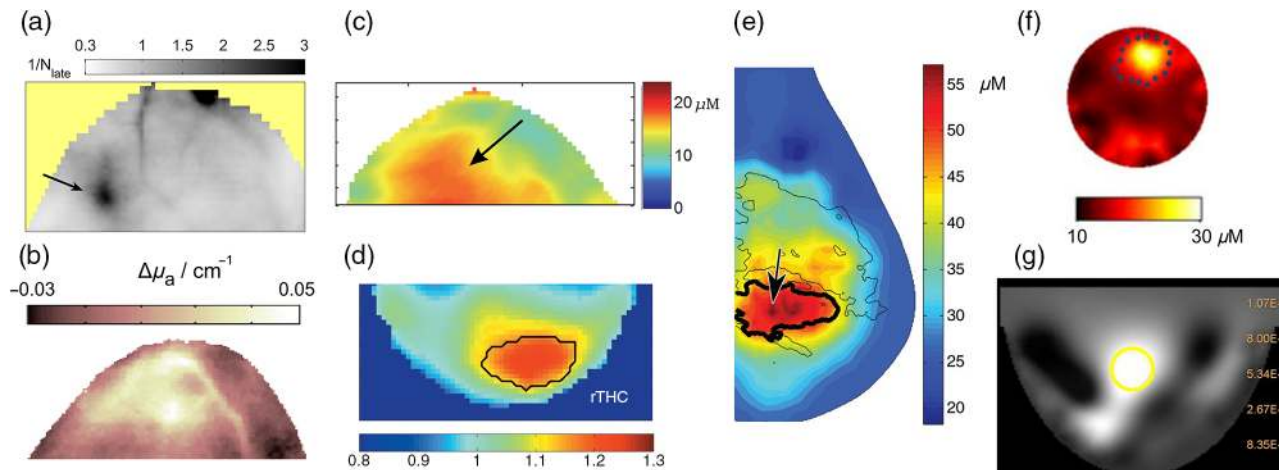 (a)
0.3 1 1.5 2 2.5 3
1/N_late
(b)
Δμa / cm⁻¹
−0.03 0.05
(c)
20 μM
10
0
(d)
rTHC
0.8 0.9 1 1.1 1.2 1.3
(e)
55 μM
50
45
40
35
30
25
20
(f)
10 30 μM
(g)
1.07E-
8.00E-
5.34E-
2.67E-
8.35E-